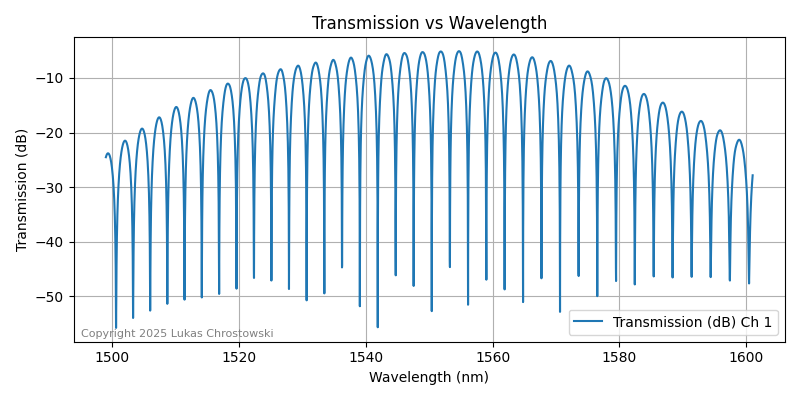 Transmission vs Wavelength
Transmission (dB)
−10
−20
−30
−40
−50
Copyright 2025 Lukas Chrostowski
Transmission (dB) Ch 1
1500
1520
1540
1560
1580
1600
Wavelength (nm)